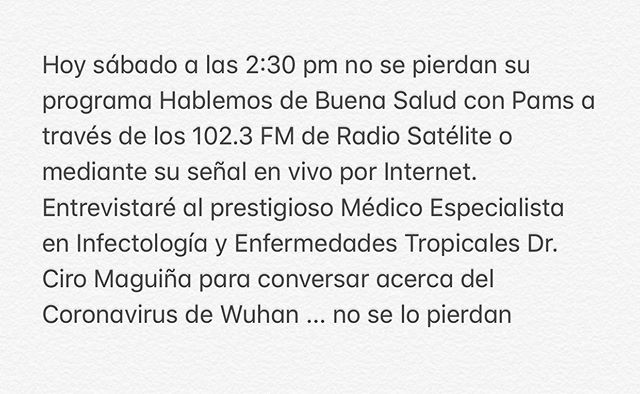 Hoy sábado a las 2:30 pm no se pierdan su
programa Hablemos de Buena Salud con Pams a
través de los 102.3 FM de Radio Satélite o
mediante su señal en vivo por Internet.
Entrevistaré al prestigioso Médico Especialista
en Infectología y Enfermedades Tropicales Dr.
Ciro Maguiña para conversar acerca del
Coronavirus de Wuhan ... no se lo pierdan